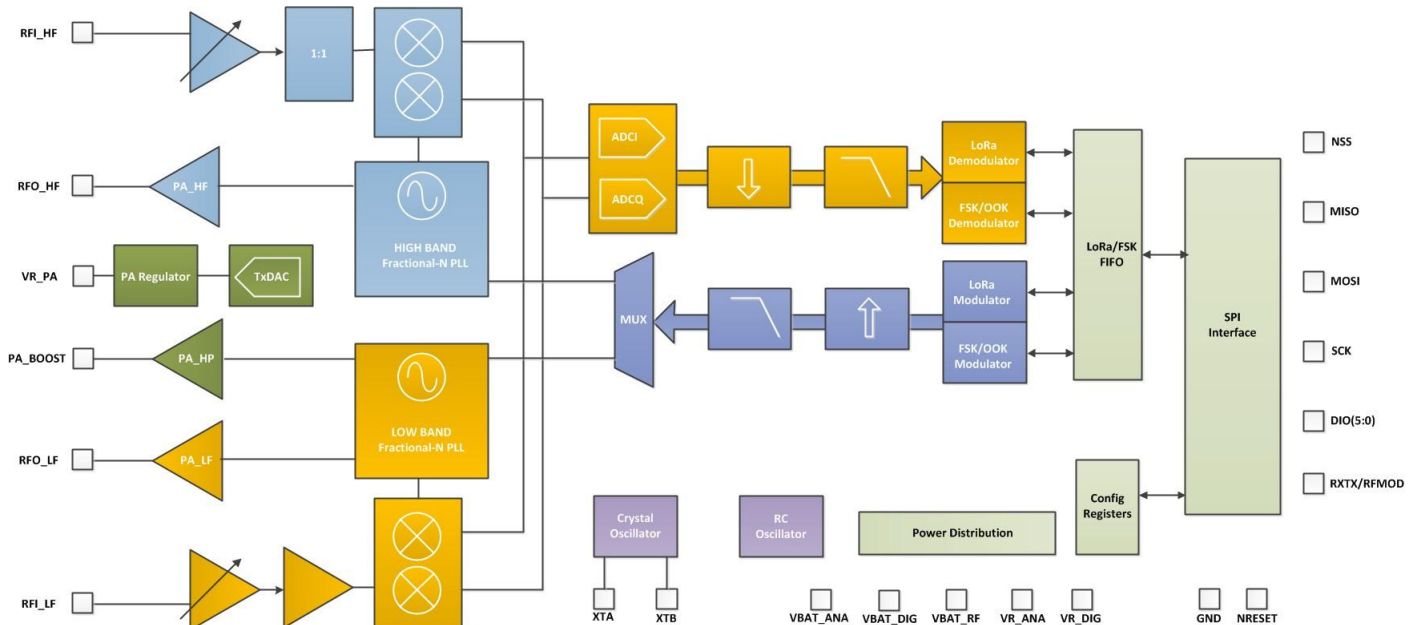 RFI_HF
1:1
ADCI
ADCQ
LoRa
Demodulator
FSK/OOK
Demodulator
NSS
RFO_HF
PA_HF
HIGH BAND
Fractional-N PLL
MISO
LoRa/FSK
FIFO
VR_PA
PA Regulator
TxDAC
MUX
LoRa
Modulator
FSK/OOK
Modulator
MOSI
SPI
Interface
PA_BOOST
PA_HP
SCK
LOW BAND
Fractional-N PLL
RFO_LF
PA_LF
DIO(5:0)
RXTX/RFMOD
Crystal
Oscillator
RC
Oscillator
Power Distribution
Config
Registers
RFI_LF
XTA
XTB
VBAT_ANA
VBAT_DIG
VBAT_RF
VR_ANA
VR_DIG
GND
NRESET